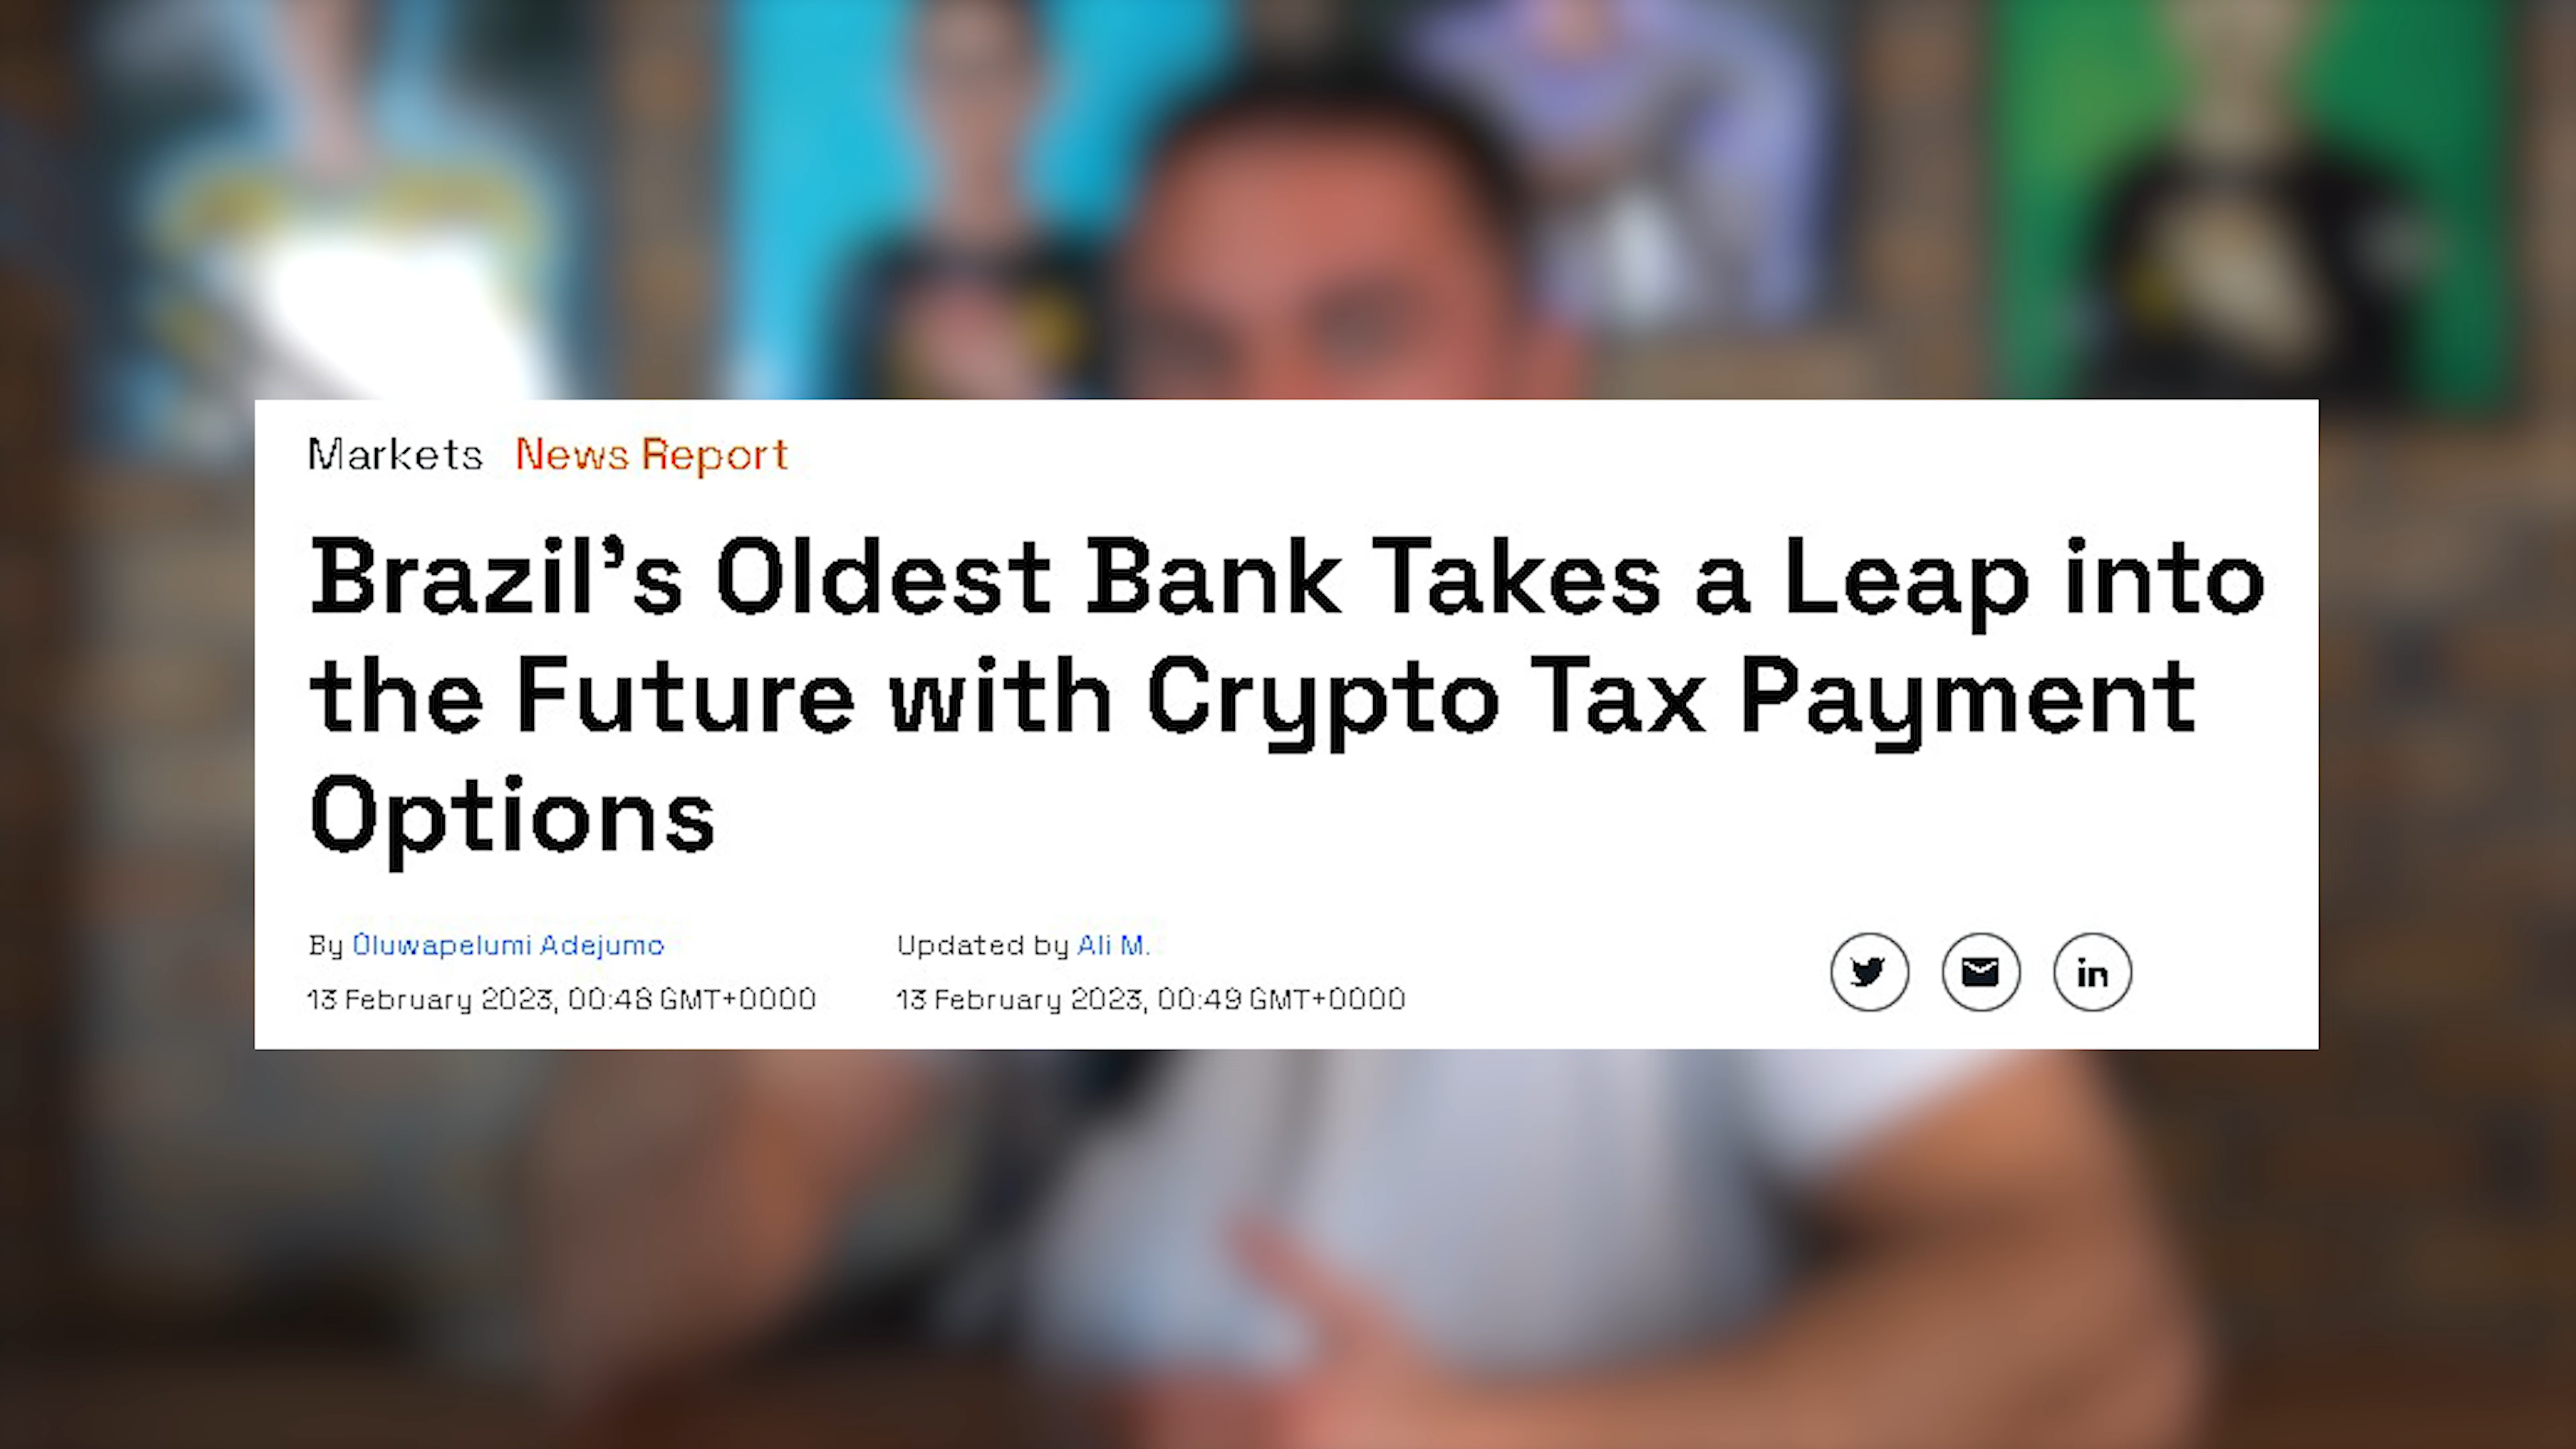 Markets News Report
Brazil's Oldest Bank Takes a Leap into
the Future with Crypto Tax Payment
Options
By Oluwapelumi Adejumo
Updated by Ali M.
13 February 2023, 00:48 GMT+0000
13 February 2023, 00:49 GMT+0000
in